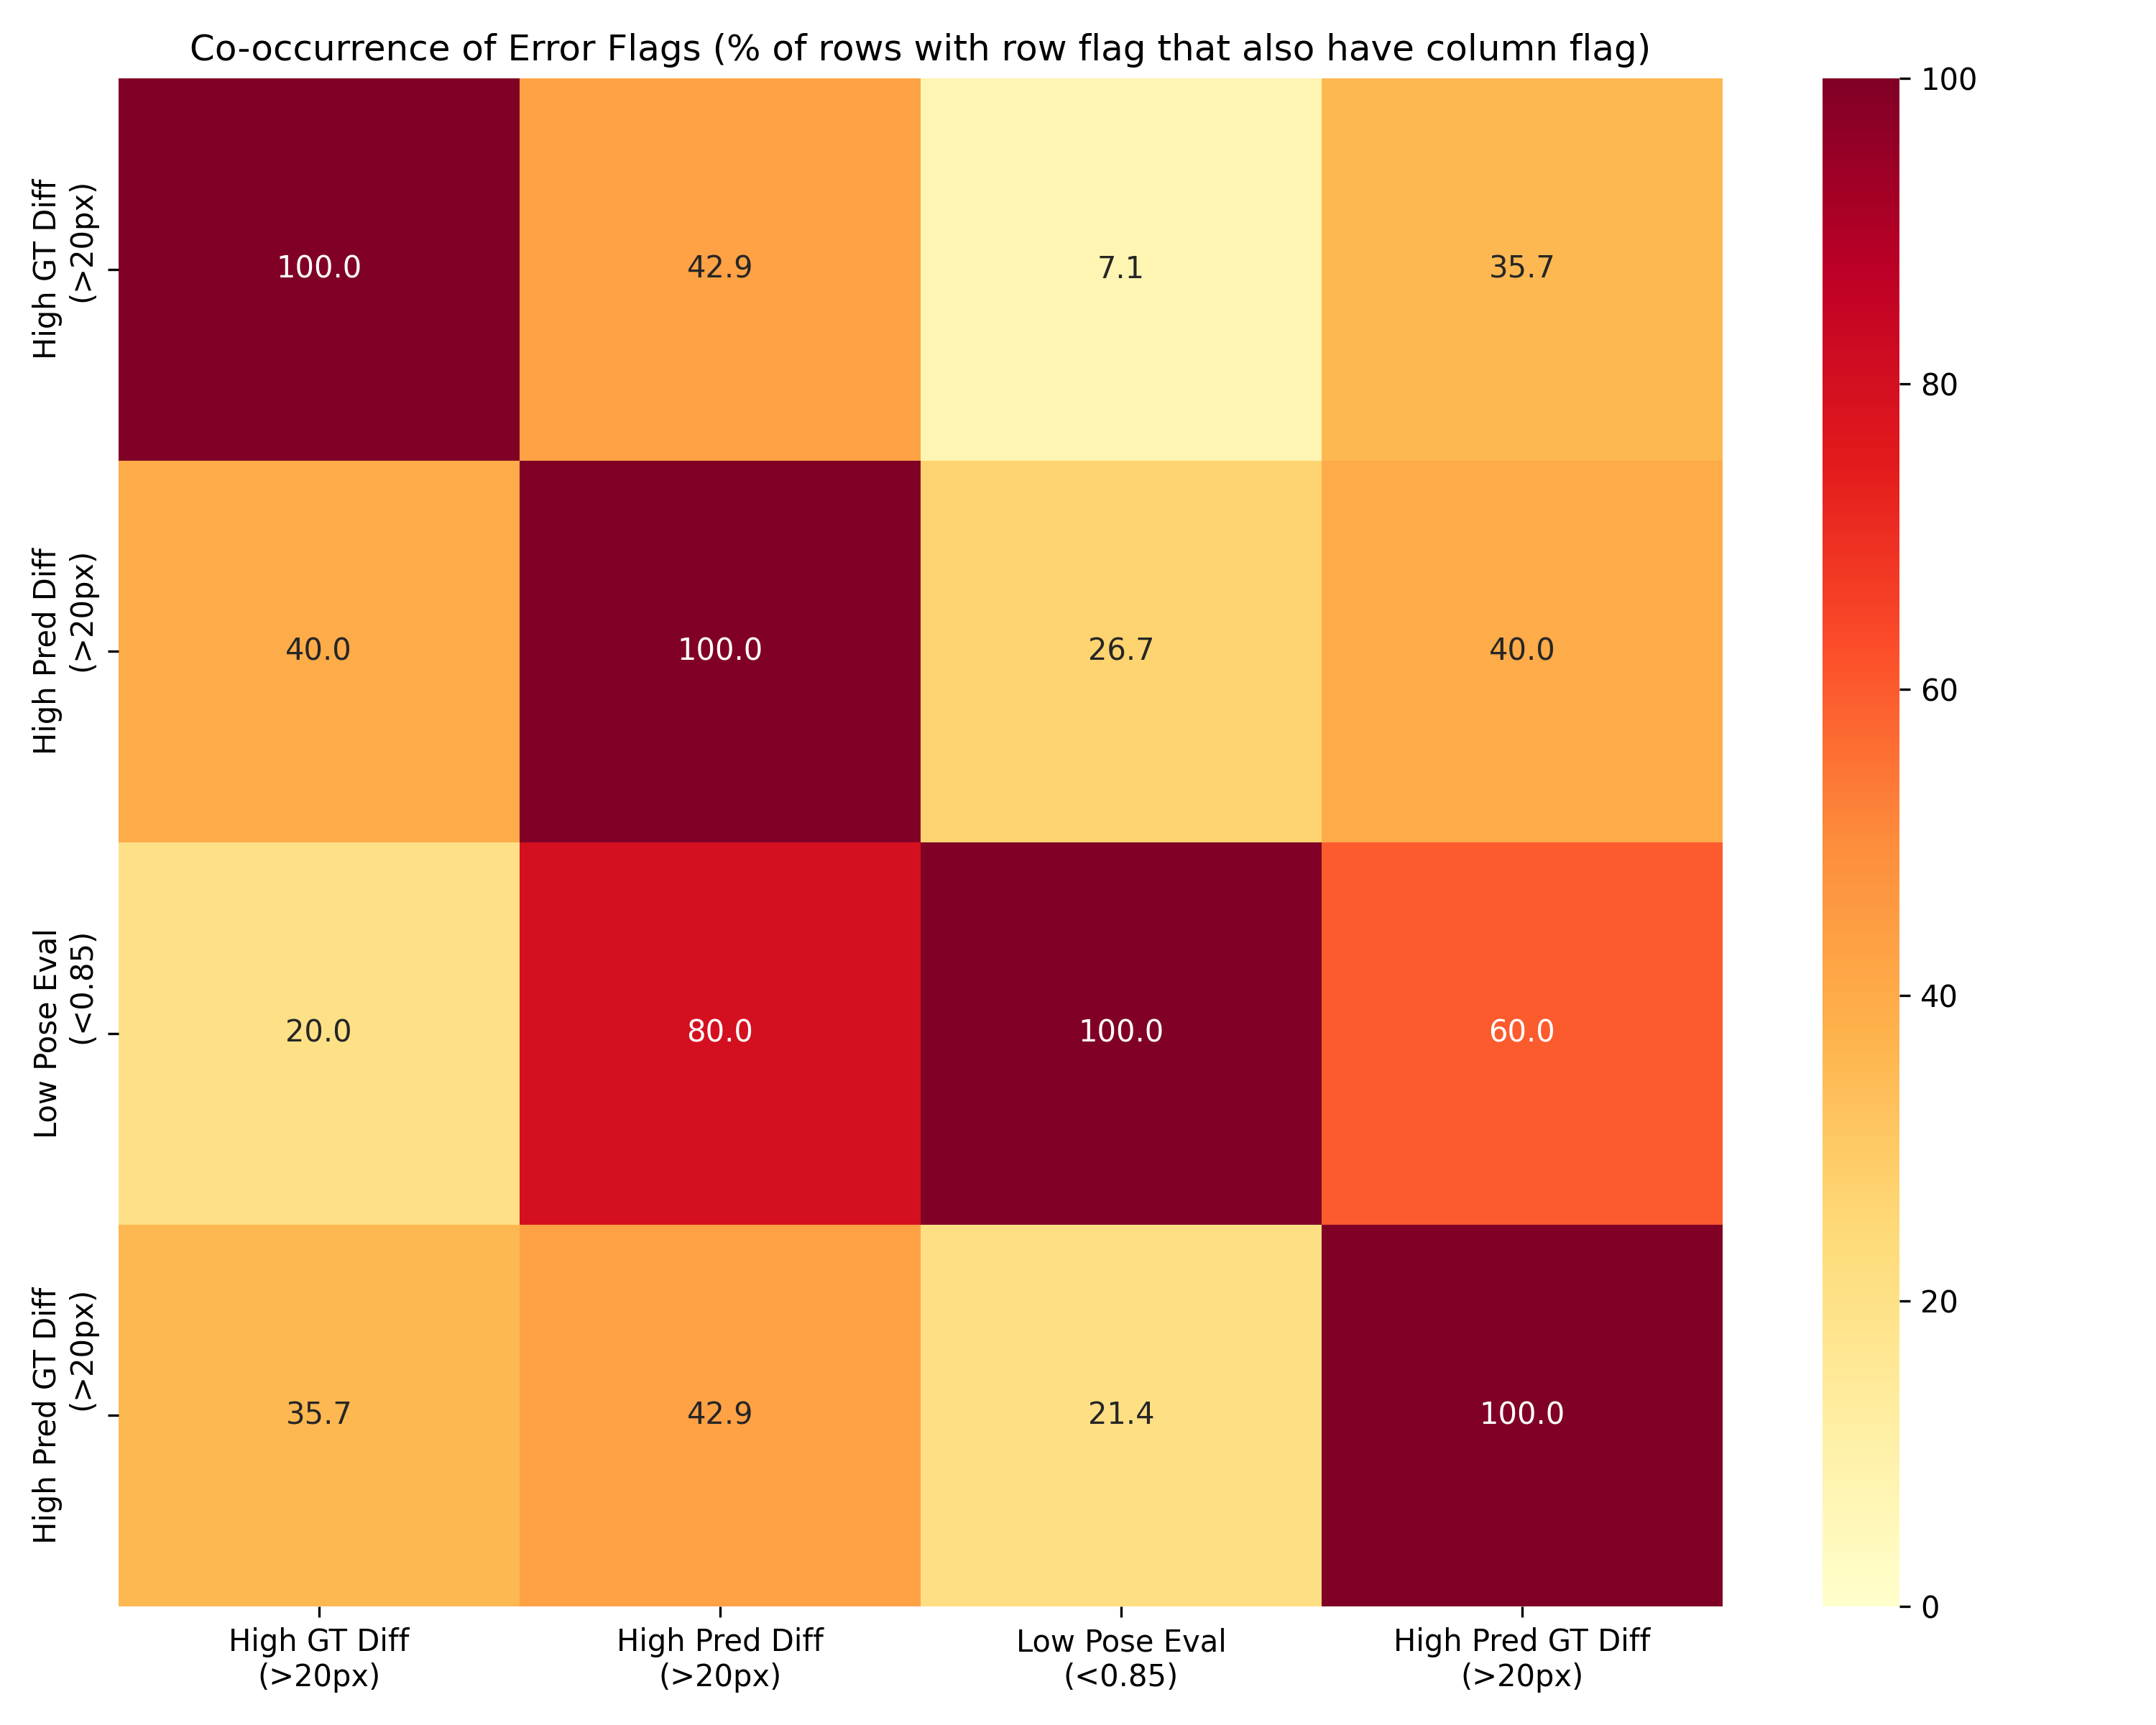 Co-occurrence of Error Flags (% of rows with row flag that also have column flag)
High GT Diff
(>20px)
100.0
42.9
7.1
35.7
High Pred Diff
(>20px)
40.0
100.0
26.7
40.0
Low Pose Eval
(<0.85)
20.0
80.0
100.0
60.0
High Pred GT Diff
(>20px)
35.7
42.9
21.4
100.0
High GT Diff
(>20px)
High Pred Diff
(>20px)
Low Pose Eval
(<0.85)
High Pred GT Diff
(>20px)
100
80
60
40
20
0